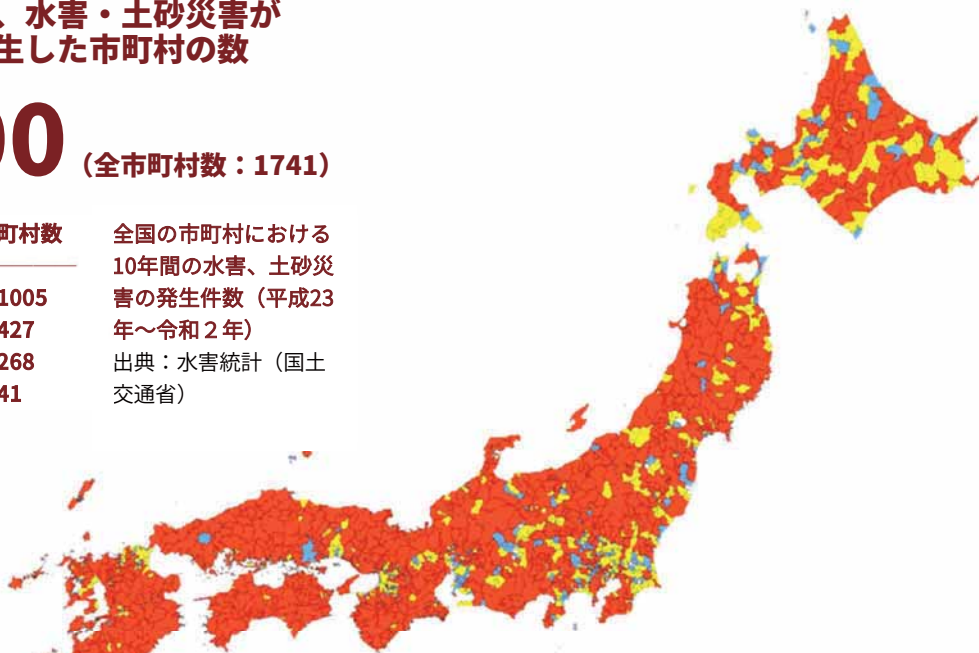 、水害・土砂災害が
生した市町村の数
00
（全市町村数：1741）
町村数
1005
427
268
41
全国の市町村における
10年間の水害、土砂災
害の発生件数（平成23
年～令和２年）
出典：水害統計（国土
交通省）